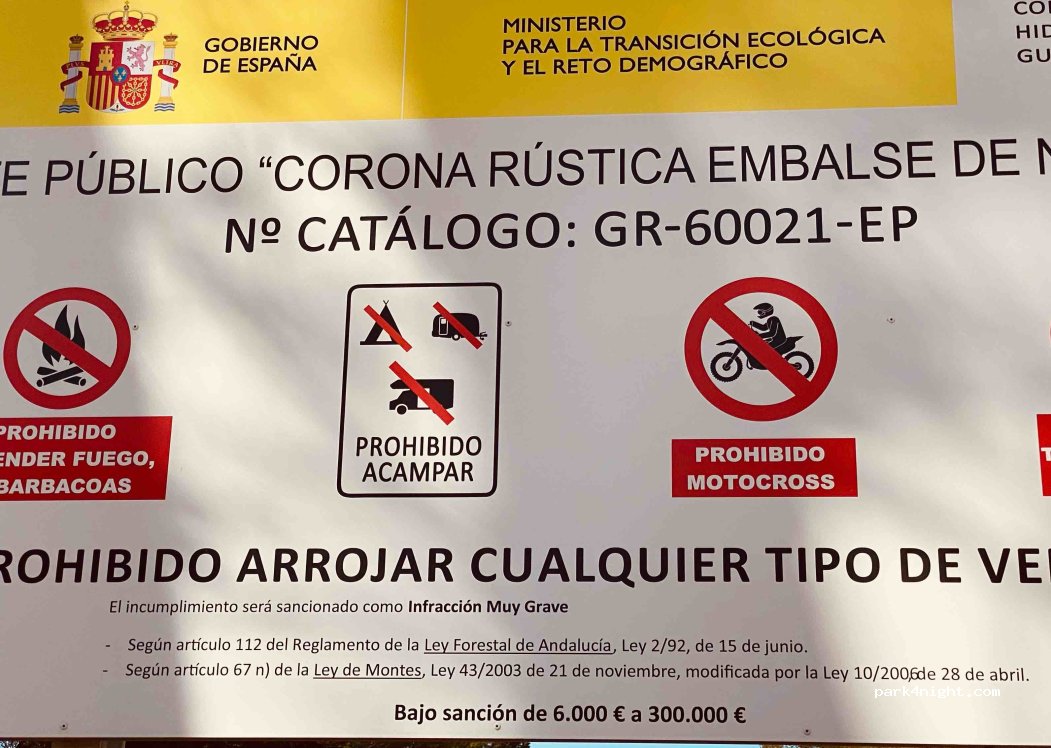 GOBIERNO
DE ESPAÑA
MINISTERIO
PARA LA TRANSICIÓN ECOLÓGICA
Y EL RETO DEMOGRÁFICO
PLVS VLTRA
PÚBLICO “CORONA RÚSTICA EMBALSE DE
Nº CATÁLOGO: GR-60021-EP
PROHIBIDO
ENDER FUEGO,
BARBACOAS
PROHIBIDO
ACAMPAR
PROHIBIDO
MOTOCROSS
ROHIBIDO ARROJAR CUALQUIER TIPO DE
El incumplimiento será sancionado como Infracción Muy Grave
- Según artículo 112 del Reglamento de la Ley Forestal de Andalucía, Ley 2/92, de 15 de junio.
- Según artículo 67 n) de la Ley de Montes, Ley 43/2003 de 21 de noviembre, modificada por la Ley 10/2006 de 28 de abril.
park4night.com
Bajo sanción de 6.000 € a 300.000 €